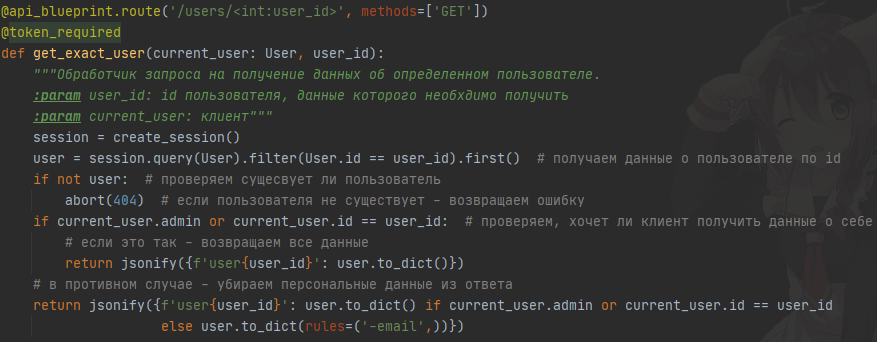 @api_blueprint.route('/users/<int:user_id>', methods=['GET'])
@token_required
def get_exact_user(current_user: User, user_id):
    """Обработчик запроса на получение данных об определенном пользователе.
    :param user_id: id пользователя, данные которого необхдимо получить
    :param current_user: клиент"""
    session = create_session()
    user = session.query(User).filter(User.id == user_id).first()  # получаем данные о пользователе по id
    if not user:  # проверяем сущесвует ли пользователь
        abort(404)  # если пользователя не существует - возвращаем ошибку
    if current_user.admin or current_user.id == user_id:  # проверяем, хочет ли клиент получить данные о себе
        # если это так - возвращаем все данные
        return jsonify({f'user{user_id}': user.to_dict()})
    # в противном случае - убираем персональные данные из ответа
    return jsonify({f'user{user_id}': user.to_dict() if current_user.admin or current_user.id == user_id
                    else user.to_dict(rules=('-email',))})